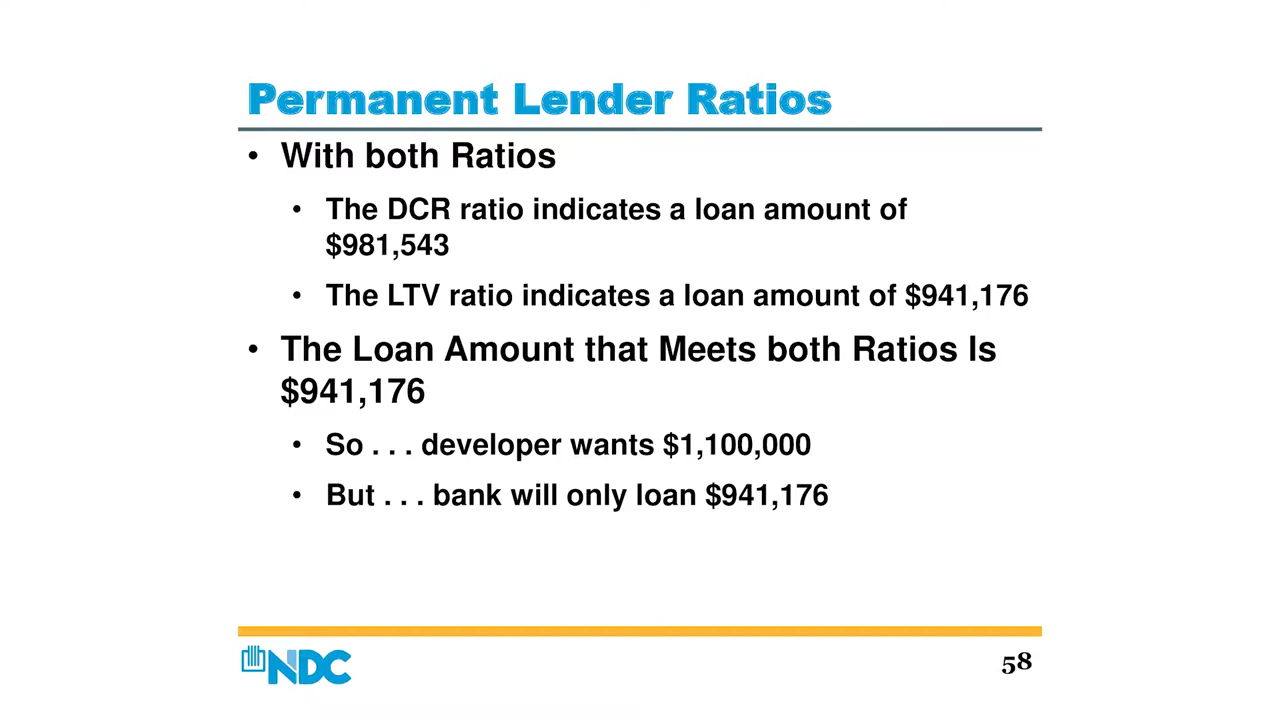 Permanent Lender Ratios
• With both Ratios
• The DCR ratio indicates a loan amount of
$981,543
• The LTV ratio indicates a loan amount of $941,176
• The Loan Amount that Meets both Ratios Is
$941,176
• So . . . developer wants $1,100,000
• But . . . bank will only loan $941,176
NDC
58